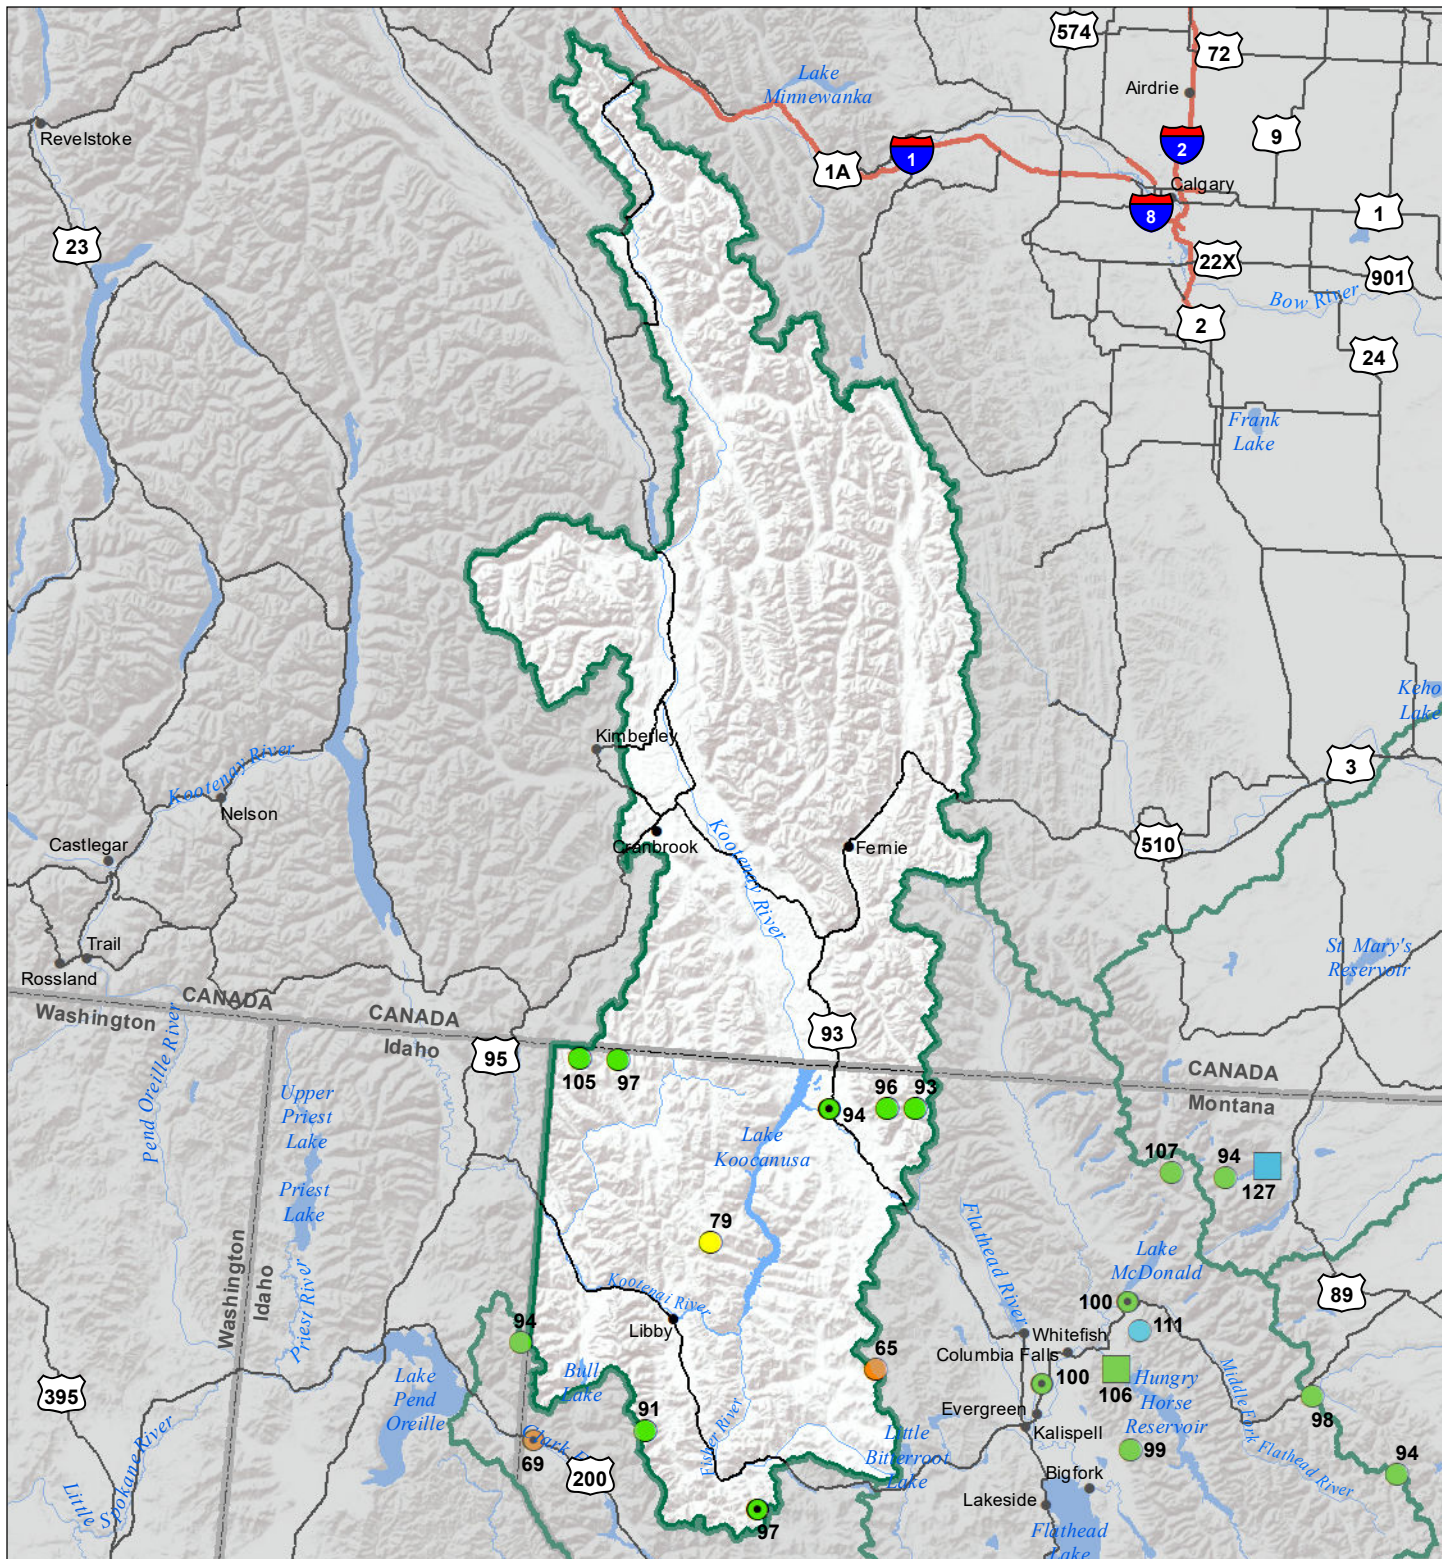 574
72
Lake
Minnewanka
Airdrie
Revelstoke
9
2
1
1A
Calgary
8
1
23
22X
901
Bow River
2
24
Frank
Lake
Keho
Lake
Kimberley
Kootenay River
3
Nelson
Castlegar
Cranbrook
Kootenay River
Fernie
510
Trail
Rossland
St. Mary's
Reservoir
CANADA
Washington
CANADA
Idaho
93
95
Pend Oreille River
CANADA
Montana
105
97
Upper
Priest
Lake
96
93
94
Lake
Koocanusa
107
94
127
Priest
Lake
79
Flathead River
Lake
McDonald
Washington
Idaho
Priest River
Kootenai River
89
100
94
Libby
111
Whitefish
Columbia Falls
65
Bull
Lake
Lake
Pend
Oreille
395
100
106
Hungry
Horse
Reservoir
Middle Fork Flathead River
98
Evergreen
Kalispell
91
Clark F
69
Fisher River
Little
Bitterroot
Lake
99
200
Little Spokane River
Bigfork
94
Lakeside
97
Flathead
Lake